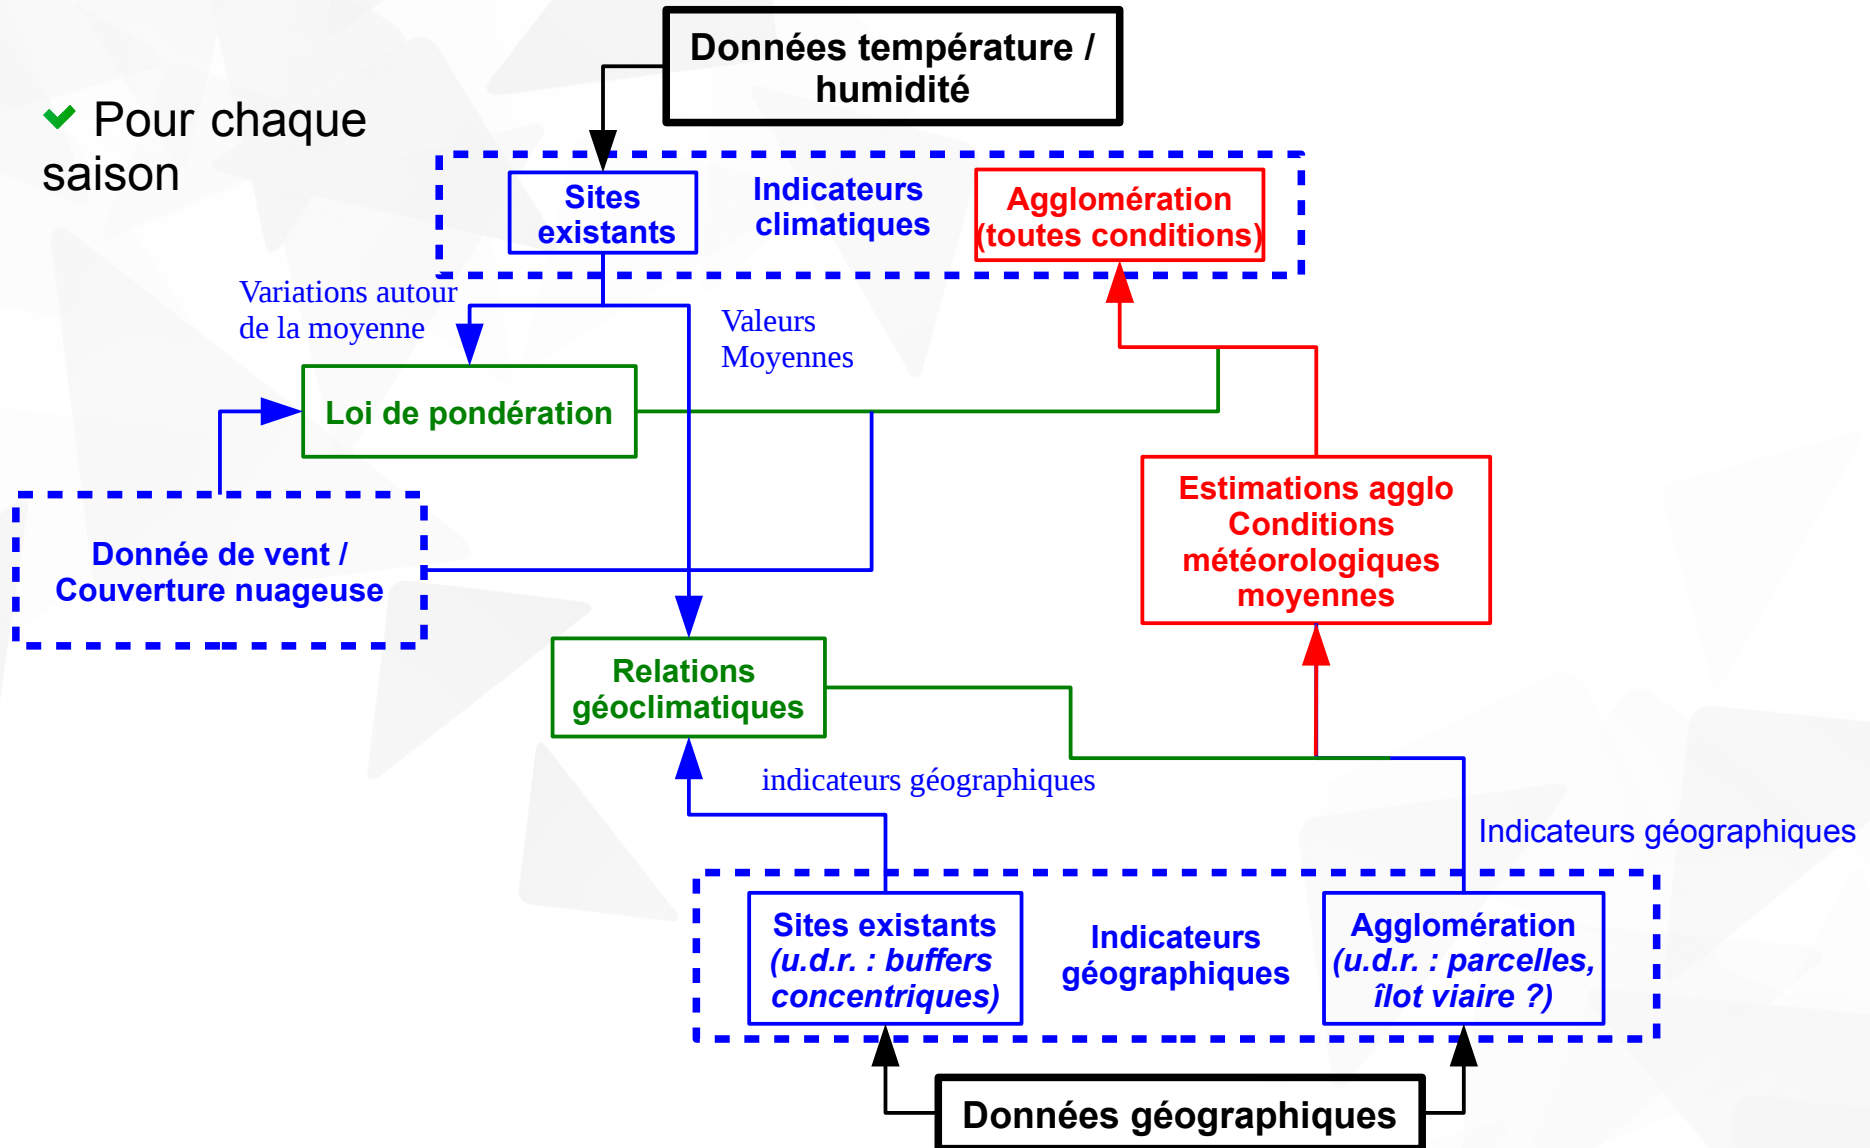 Données température /
humidité
Pour chaque
saison
Sites
existants
Indicateurs
climatiques
Agglomération
(toutes conditions)
Variations autour
de la moyenne
Valeurs
Moyennes
Loi de pondération
Estimations agglo
Conditions
météorologiques
moyennes
Donnée de vent /
Couverture nuageuse
Relations
géoclimatiques
indicateurs géographiques
Indicateurs géographiques
Sites existants
(u.d.r. : buffers
concentriques)
Indicateurs
géographiques
Agglomération
(u.d.r. : parcelles,
îlot viaire ?)
Données géographiques